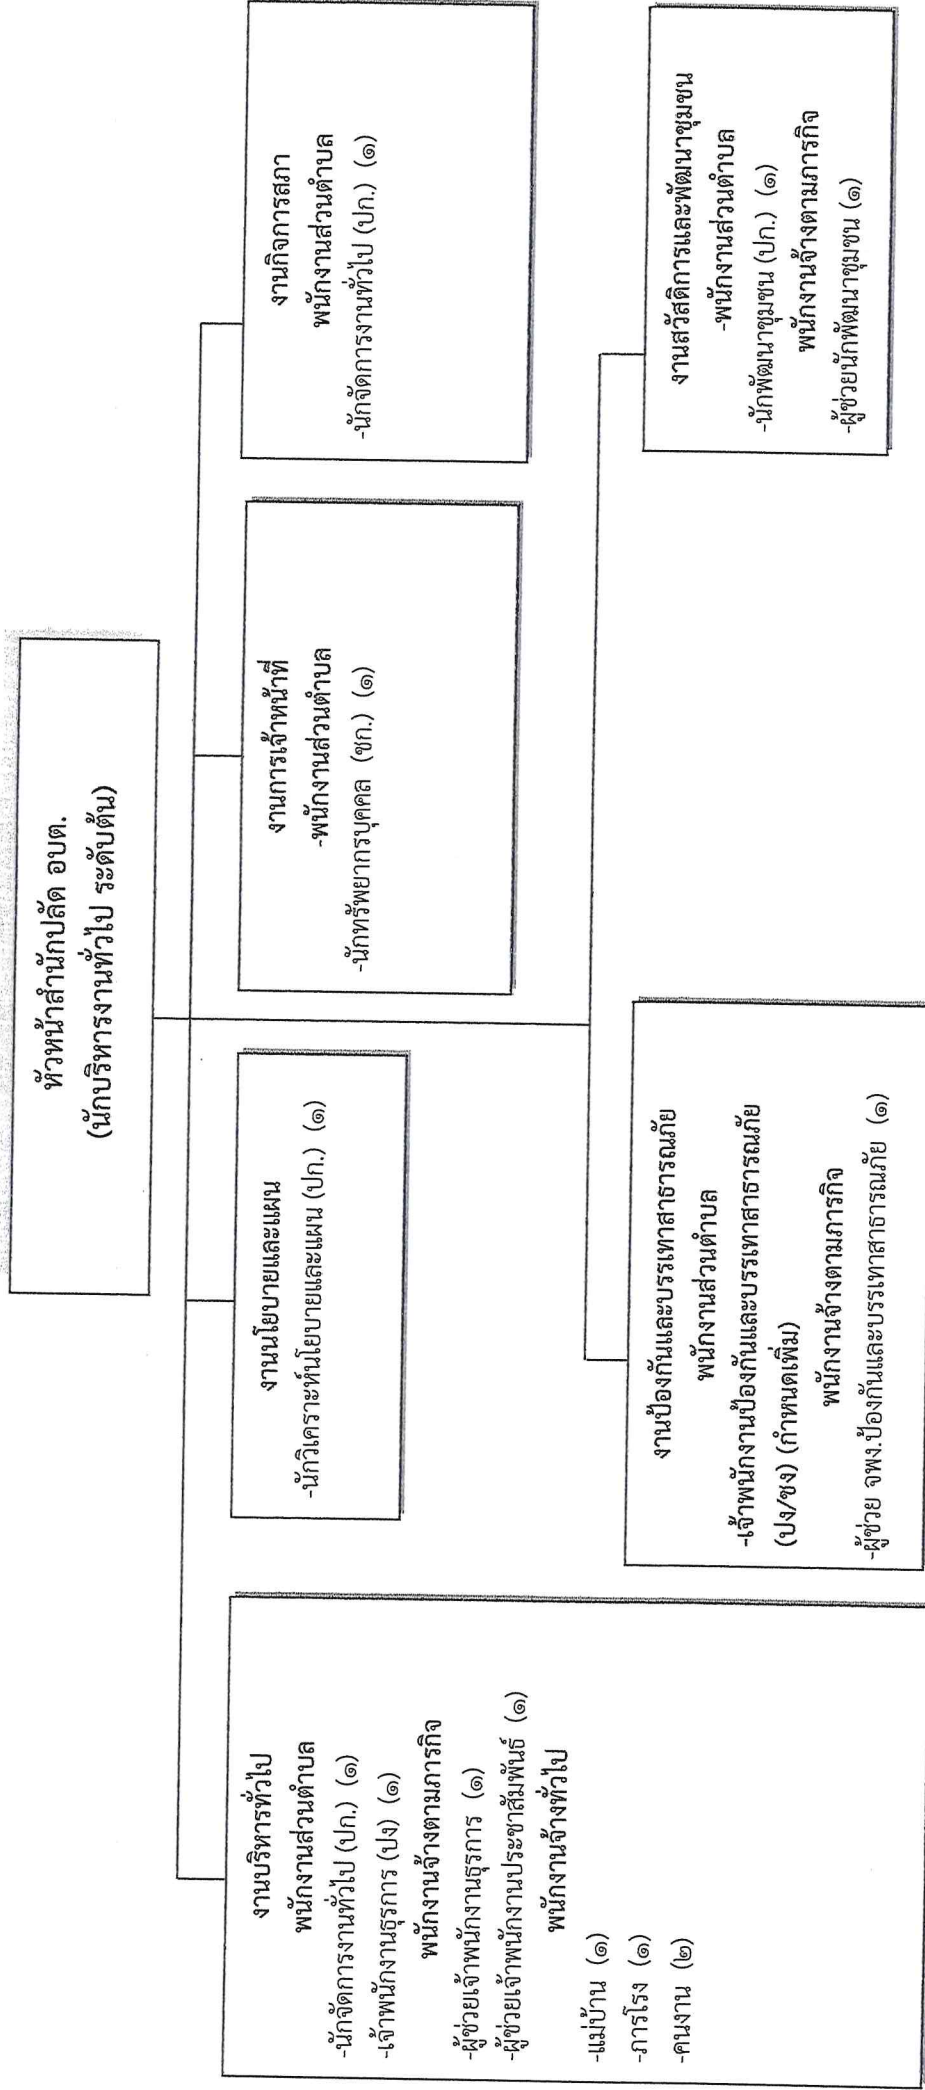 หัวหน้าสำนักปลัด อบต.
(นักบริหารงานทั่วไป ระดับต้น)
งานบริหารทั่วไป
พนักงานส่วนตำบล
-นักจัดการงานทั่วไป (ปก.) (๑)
-เจ้าพนักงานธุรการ (ปง) (๑)
พนักงานจ้างตามภารกิจ
-ผู้ช่วยเจ้าพนักงานธุรการ (๑)
-ผู้ช่วยเจ้าพนักงานประชาสัมพันธ์ (๑)
พนักงานจ้างทั่วไป
-แม่บ้าน (๑)
-ภารโรง (๑)
-คนงาน (๒)
งานนโยบายและแผน
-นักวิเคราะห์นโยบายและแผน (ปก.) (๑)
งานการเจ้าหน้าที่
-พนักงานส่วนตำบล
-นักทรัพยากรบุคคล (ชก.) (๑)
งานกิจการสภา
พนักงานส่วนตำบล
-นักจัดการงานทั่วไป (ปก.) (๑)
งานป้องกันและบรรเทาสาธารณภัย
พนักงานส่วนตำบล
-เจ้าพนักงานป้องกันและบรรเทาสาธารณภัย
(ปง/ชง) (กำหนดเพิ่ม)
พนักงานจ้างตามภารกิจ
-ผู้ช่วย จพง.ป้องกันและบรรเทาสาธารณภัย (๑)
งานสวัสดิการและพัฒนาชุมชน
-พนักงานส่วนตำบล
-นักพัฒนาชุมชน (ปก.) (๑)
พนักงานจ้างตามภารกิจ
-ผู้ช่วยนักพัฒนาชุมชน (๑)